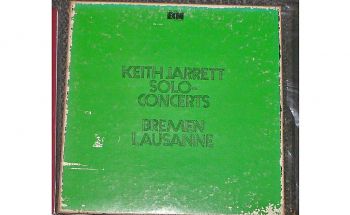 ECM
KEITH JARRETT
SOLO-
CONCERTS
BREMEN
LAUSANNE